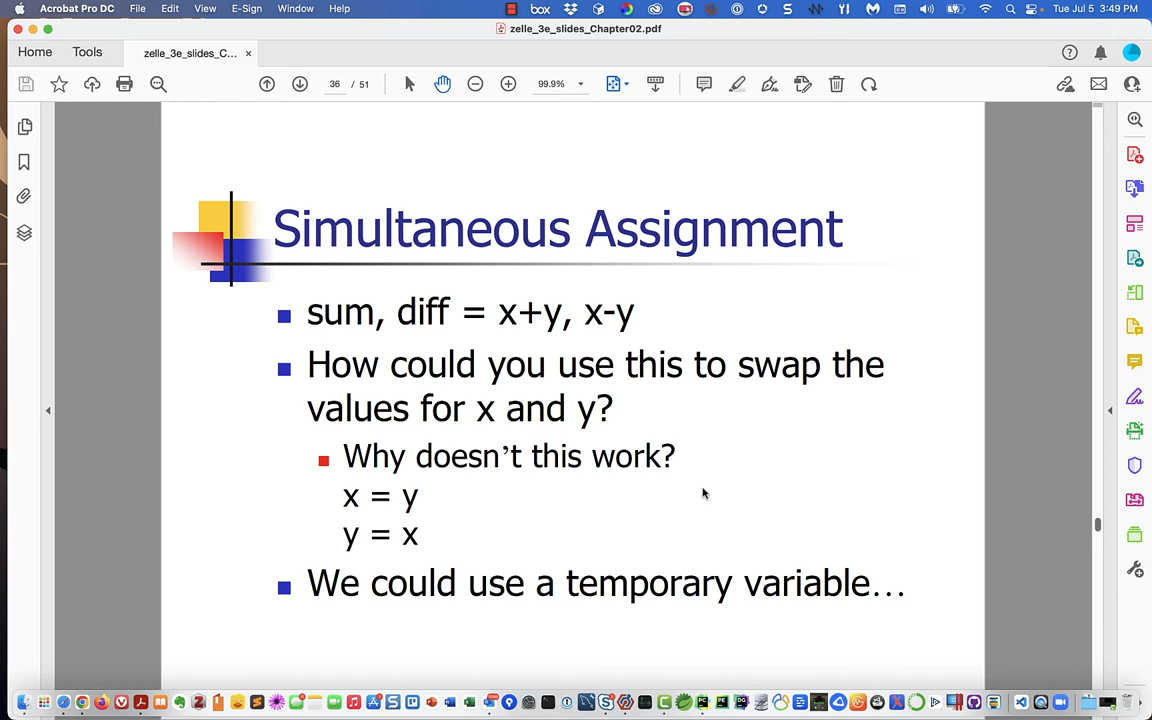 Acrobat Pro DC File Edit View E-Sign Window Help box Tue Jul 5 3:49 PM
zelle_3e_slides_Chapter02.pdf
Home Tools zelle_3e_slides_C... ×
36 / 51 99.9%
Simultaneous Assignment
sum, diff = x+y, x-y
How could you use this to swap the
values for x and y?
Why doesn’t this work?
x = y
y = x
We could use a temporary variable…